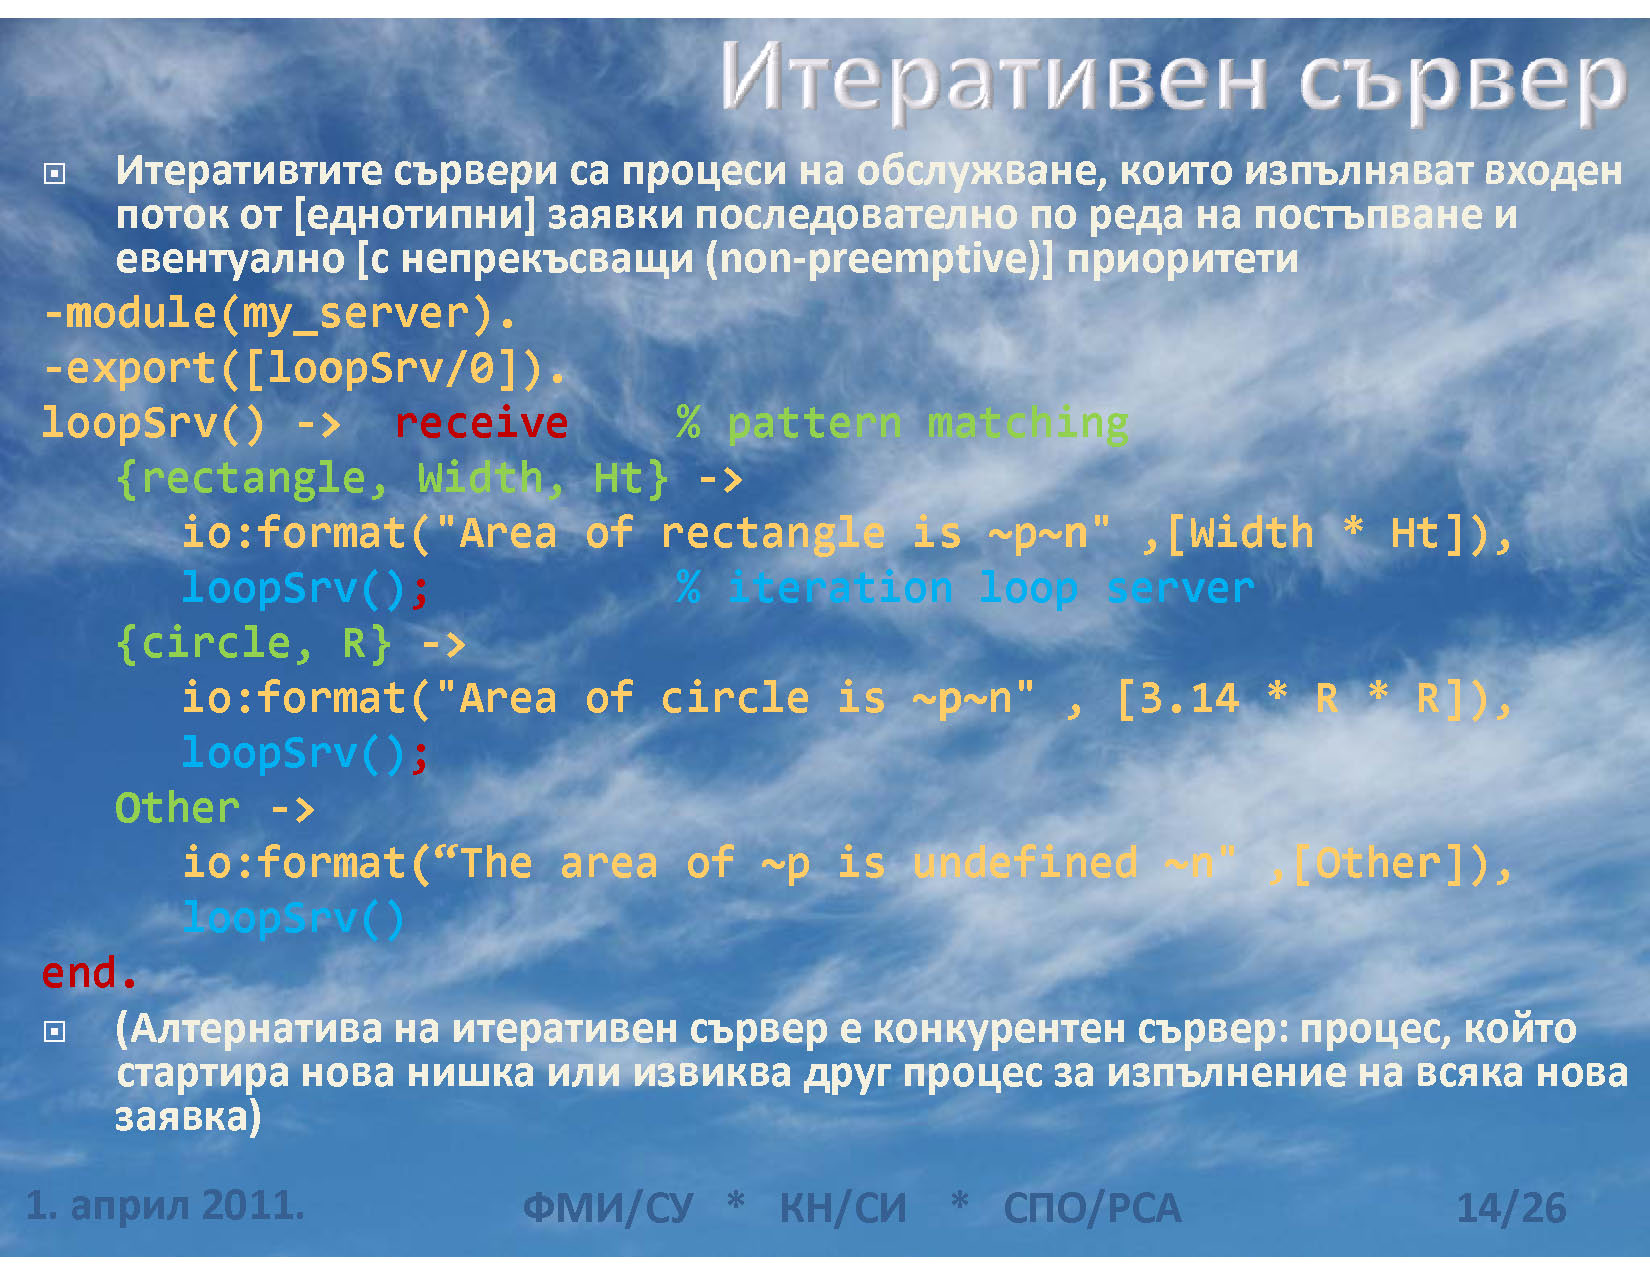 Итеративен сървер
Итеративтите сървери са процеси на обслужване, които изпълняват входен
поток от [еднотипни] заявки последователно по реда на постъпване и
евентуално [с непрекъсващи (non-preemptive)] приоритети
-module(my_server).
-export([loopSrv/0]).
loopSrv() -> receive % pattern matching
{rectangle, Width, Ht} ->
io:format("Area of rectangle is ~p~n" ,[Width * Ht]),
loopSrv(); % iteration loop server
{circle, R} ->
io:format("Area of circle is ~p~n" , [3.14 * R * R]),
loopSrv();
Other ->
io:format(“The area of ~p is undefined ~n" ,[Other]),
loopSrv()
end.
(Алтернатива на итеративен сървер е конкурентен сървер: процес, който
стартира нова нишка или извиква друг процес за изпълнение на всяка нова
заявка)
1. април 2011. ФМИ/СУ * КН/СИ * СПО/РСА 14/26